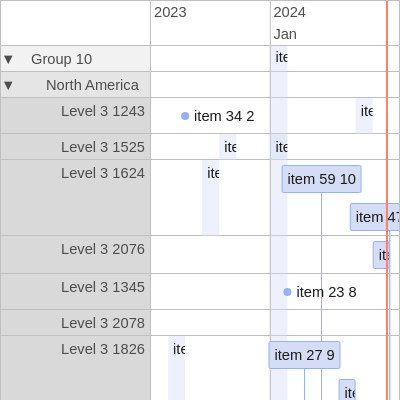 2023 2024
Jan
▼ Group 10 ite
▼ North America
Level 3 1243 item 34 2 ite
Level 3 1525 ite ite
Level 3 1624 ite item 59 10
item 47
Level 3 2076 ite
Level 3 1345 item 23 8
Level 3 2078
Level 3 1826 ite item 27 9
ite